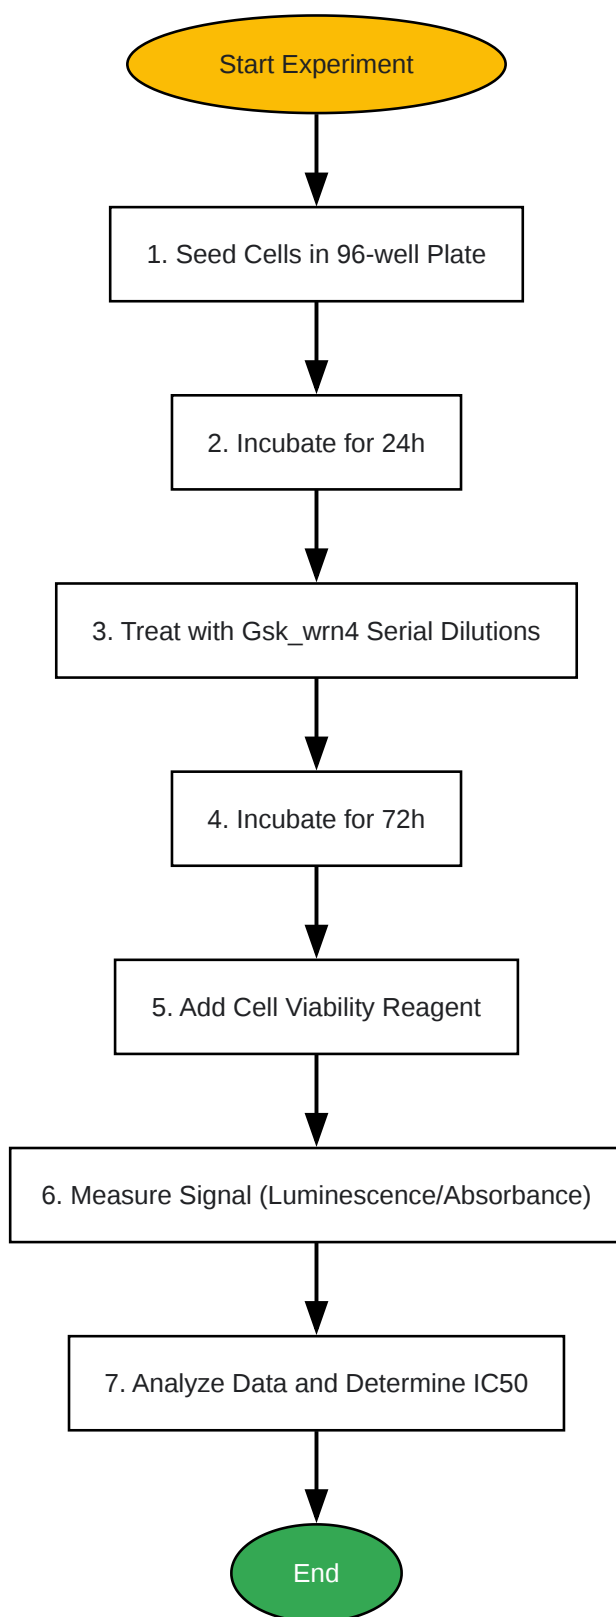 Start Experiment
1. Seed Cells in 96-well Plate
2. Incubate for 24h
3. Treat with Gsk_wrn4 Serial Dilutions
4. Incubate for 72h
5. Add Cell Viability Reagent
6. Measure Signal (Luminescence/Absorbance)
7. Analyze Data and Determine IC50
End